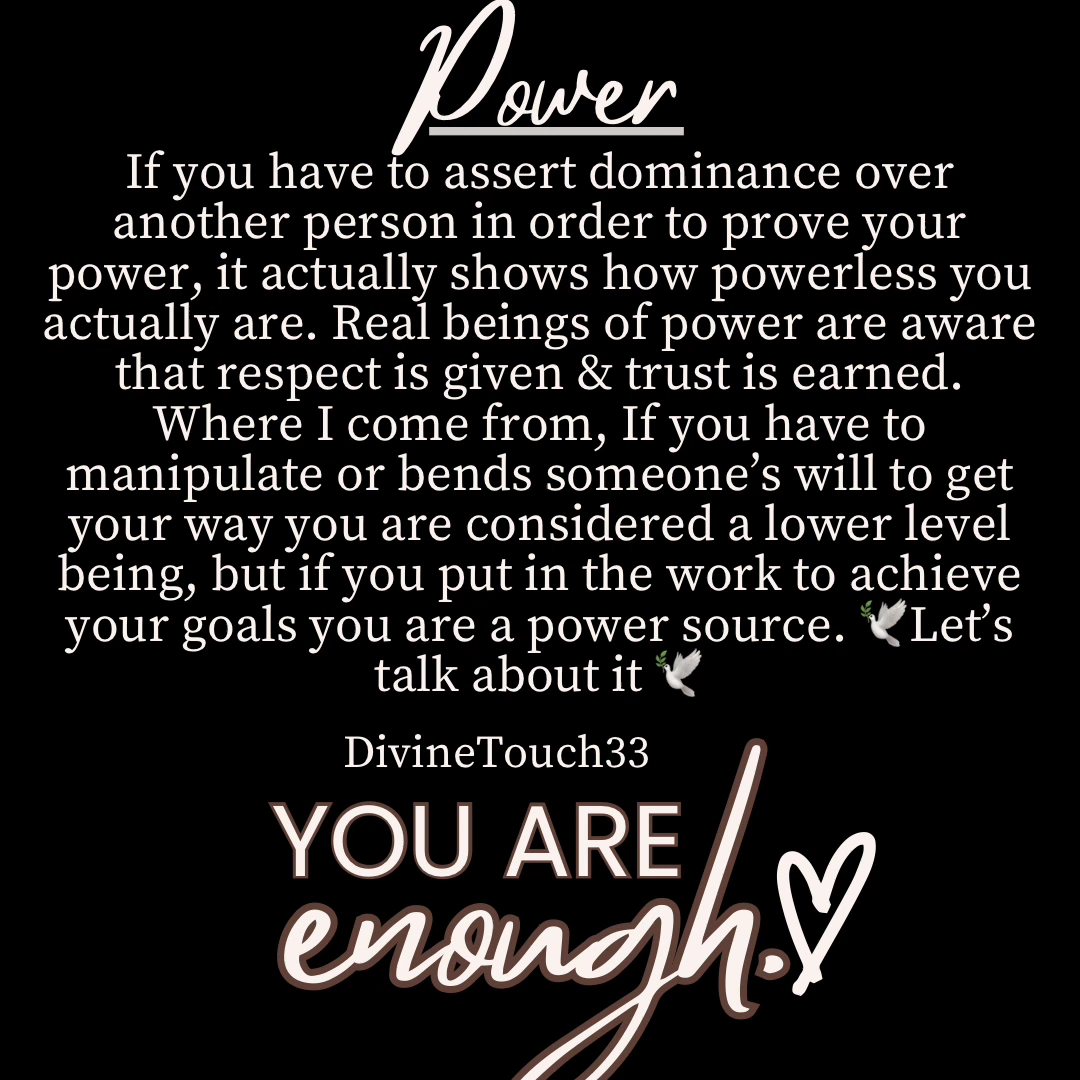 Power
If you have to assert dominance over
another person in order to prove your
power, it actually shows how powerless you
actually are. Real beings of power are aware
that respect is given & trust is earned.
Where I come from, If you have to
manipulate or bends someone’s will to get
your way you are considered a lower level
being, but if you put in the work to achieve
your goals you are a power source. 🕊️Let’s
talk about it 🕊️
DivineTouch33
YOU ARE
enough.